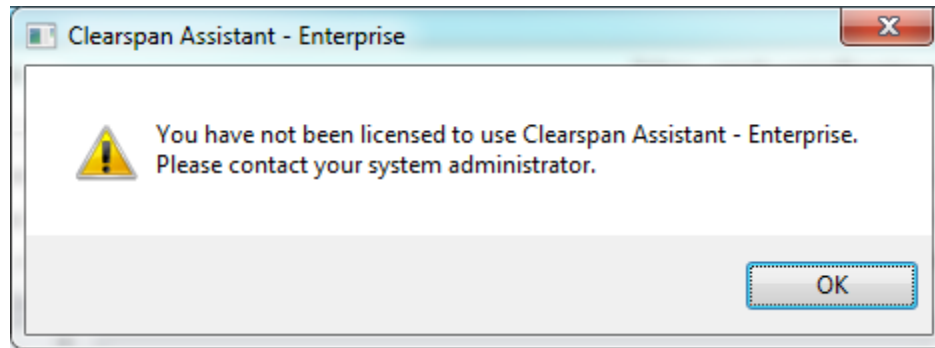 Clearspan Assistant - Enterprise
You have not been licensed to use Clearspan Assistant - Enterprise.
Please contact your system administrator.
OK